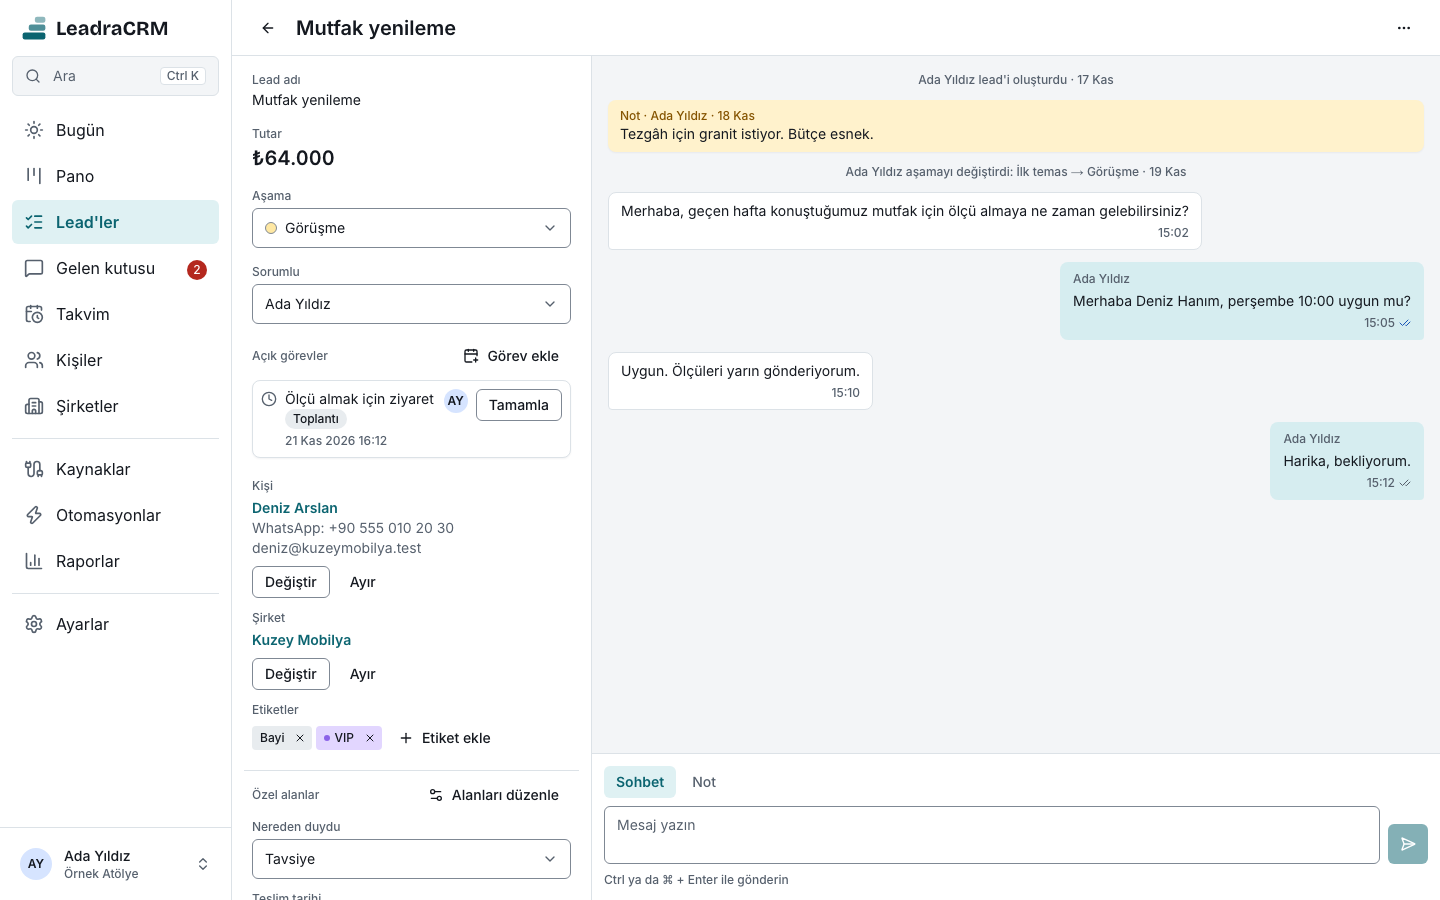 LeadraCRM
Ara
Ctrl K
Bugün
Pano
Lead'ler
Gelen kutusu
2
Takvim
Kişiler
Şirketler
Kaynaklar
Otomasyonlar
Raporlar
Ayarlar
AY
Ada Yıldız
Örnek Atölye
Mutfak yenileme
Lead adı
Mutfak yenileme
Tutar
₺64.000
Aşama
Görüşme
Sorumlu
Ada Yıldız
Açık görevler
Görev ekle
Ölçü almak için ziyaret
AY
Tamamla
Toplantı
21 Kas 2026 16:12
Kişi
Deniz Arslan
WhatsApp: +90 555 010 20 30
deniz@kuzeymobilya.test
Değiştir
Ayır
Şirket
Kuzey Mobilya
Değiştir
Ayır
Etiketler
Bayi
VIP
Etiket ekle
Özel alanlar
Alanları düzenle
Nereden duydu
Tavsiye
Teslim tarihi
Ada Yıldız lead'i oluşturdu · 17 Kas
Not · Ada Yıldız · 18 Kas
Tezgâh için granit istiyor. Bütçe esnek.
Ada Yıldız aşamayı değiştirdi: İlk temas → Görüşme · 19 Kas
Merhaba, geçen hafta konuştuğumuz mutfak için ölçü almaya ne zaman gelebilirsiniz?
15:02
Ada Yıldız
Merhaba Deniz Hanım, perşembe 10:00 uygun mu?
15:05
Uygun. Ölçüleri yarın gönderiyorum.
15:10
Ada Yıldız
Harika, bekliyorum.
15:12
Sohbet
Not
Mesaj yazın
Ctrl ya da ⌘ + Enter ile gönderin